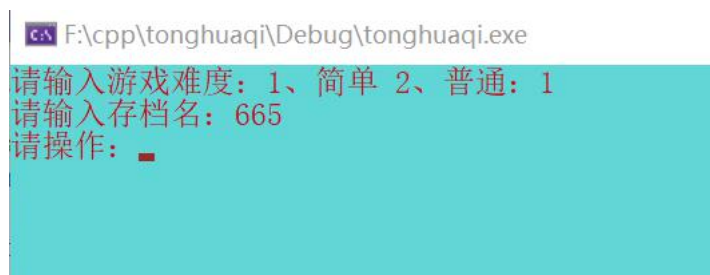 F:\cpp\tonghuaqi\Debug\tonghuaqi.exe
请输入游戏难度：1、简单 2、普通：1
请输入存档名：665
请操作：